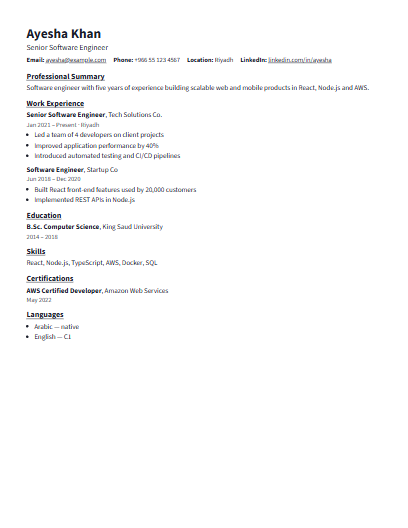 Ayesha Khan
Senior Software Engineer
Email: ayesha@example.com Phone: +966 55 123 4567 Location: Riyadh LinkedIn: linkedin.com/in/ayesha
Professional Summary
Software engineer with five years of experience building scalable web and mobile products in React, Node.js and AWS.
Work Experience
Senior Software Engineer, Tech Solutions Co.
Jan 2021 – Present · Riyadh
• Led a team of 4 developers on client projects
• Improved application performance by 40%
• Introduced automated testing and CI/CD pipelines
Software Engineer, Startup Co
Jun 2018 – Dec 2020
• Built React front-end features used by 20,000 customers
• Implemented REST APIs in Node.js
Education
B.Sc. Computer Science, King Saud University
2014 – 2018
Skills
React, Node.js, TypeScript, AWS, Docker, SQL
Certifications
AWS Certified Developer, Amazon Web Services
May 2022
Languages
• Arabic — native
• English — C1